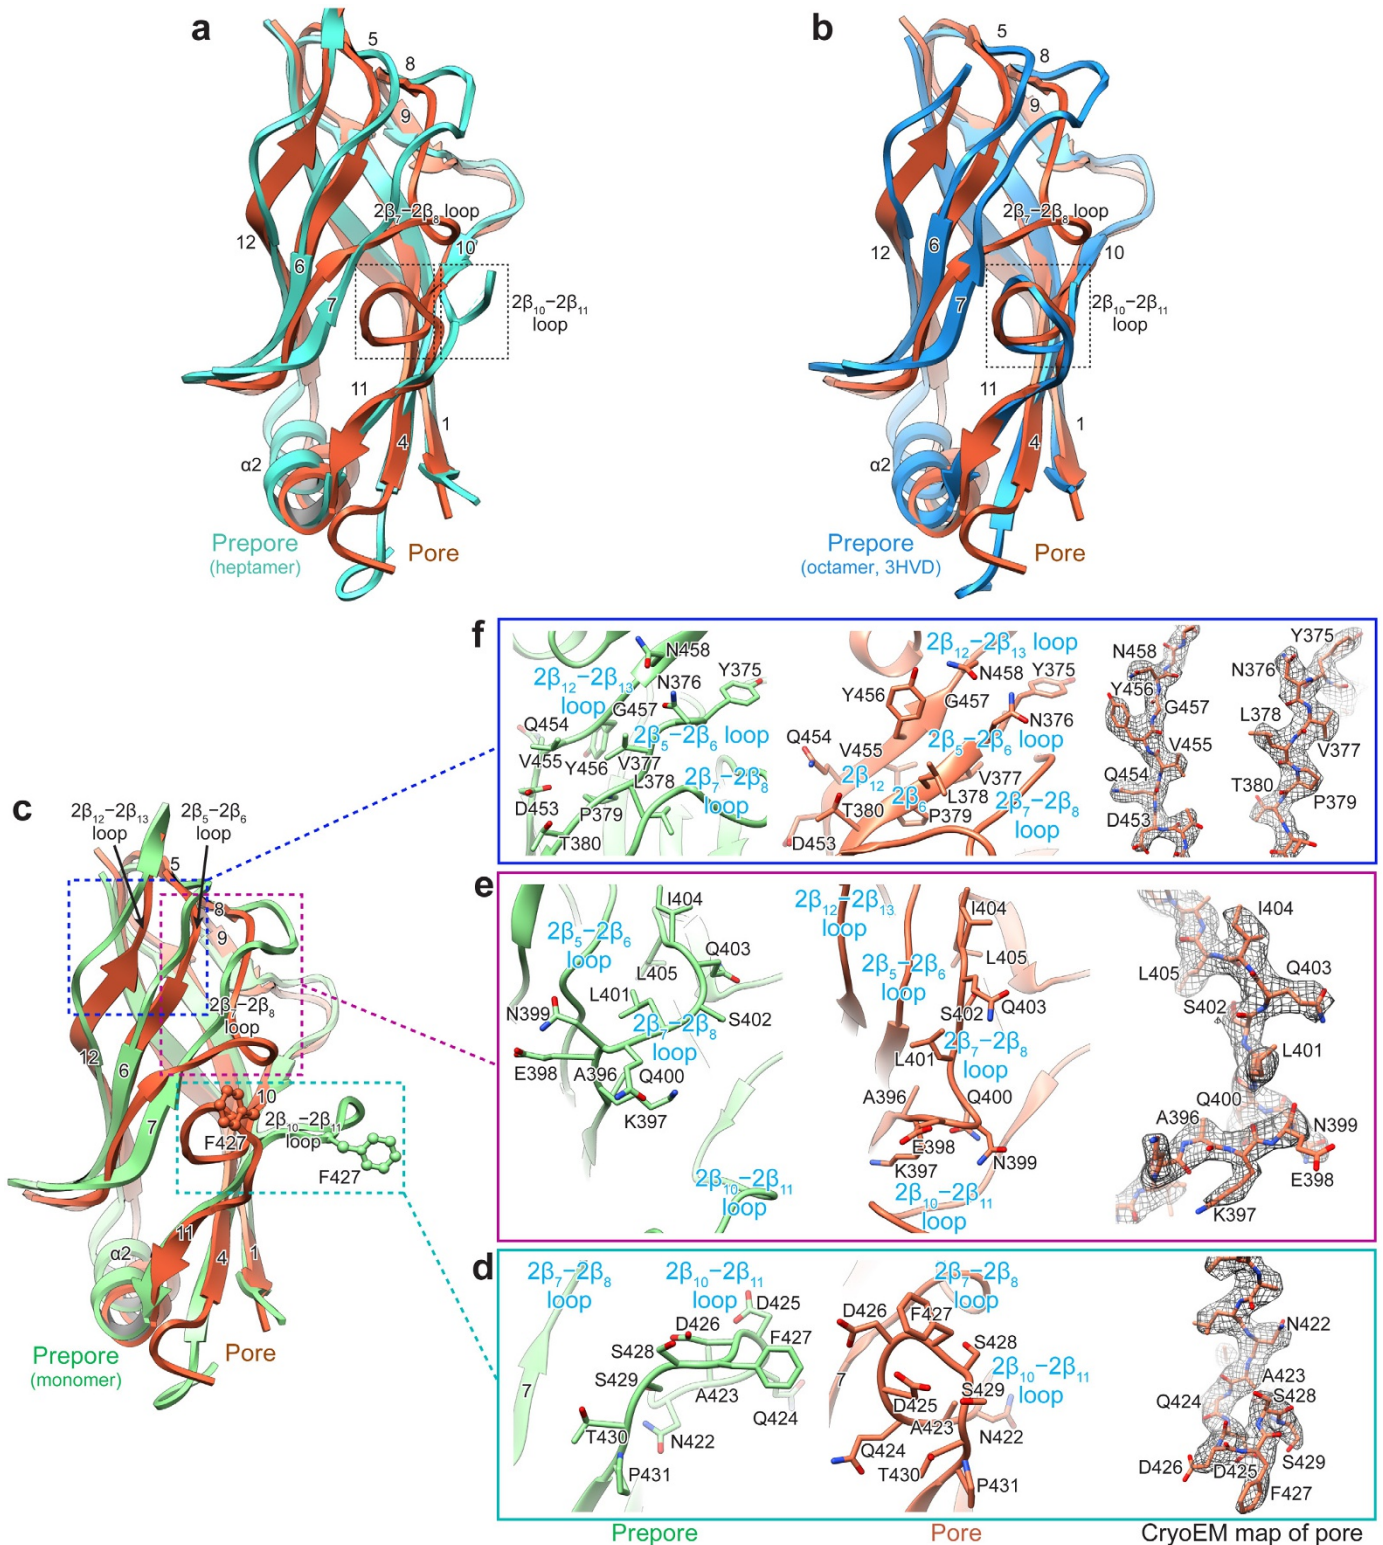 a
5
8
9
2β₇–2β₈ loop
12
10
6
7
2β₁₀–2β₁₁
loop
11
1
4
α2
Prepore
(heptamer)
Pore
b
5
8
9
2β₇–2β₈ loop
12
6
10
7
2β₁₀–2β₁₁
loop
11
1
4
α2
Prepore
(octamer, 3HVD)
Pore
f
N458
2β₁₂–2β₁₃
loop
N376
Y375
G457
Q454
2β₅–2β₆ loop
V455
Y456
V377
L378
2β₇–2β₈
loop
D453
P379
T380
2β₁₂–2β₁₃ loop
N458
Y375
Y456
G457
N376
Q454
V455
2β₅–2β₆ loop
2β₁₂
V377
T380
2β₆
L378
2β₇–2β₈
loop
P379
D453
N458
Y456
G457
V455
Q454
D453
Y375
N376
L378
V377
T380
P379
c
2β₁₂–2β₁₃
loop
2β₅–2β₆
loop
5
8
9
2β₇–2β₈
loop
12
6
10
7
F427
2β₁₀–2β₁₁
loop
F427
11
α2
4
1
Prepore
(monomer)
Pore
e
I404
2β₅–2β₆
loop
Q403
L405
L401
N399
S402
2β₇–2β₈
loop
E398
A396
Q400
K397
2β₁₀–2β₁₁
loop
2β₁₂–2β₁₃
loop
I404
2β₅–2β₆
loop
L405
Q403
S402
L401
2β₇–2β₈
loop
A396
Q400
E398
K397
N399
2β₁₀–2β₁₁
loop
I404
L405
Q403
S402
L401
Q400
A396
N399
E398
K397
d
2β₇–2β₈
loop
2β₁₀–2β₁₁
loop
D425
D426
F427
S428
S429
A423
7
Q424
T430
N422
P431
2β₇–2β₈
loop
D426
F427
S428
2β₁₀–2β₁₁
loop
7
S429
D425
A423
N422
Q424
T430
P431
N422
A423
S428
Q424
S429
D426
D425
F427
Prepore
Pore
CryoEM map of pore